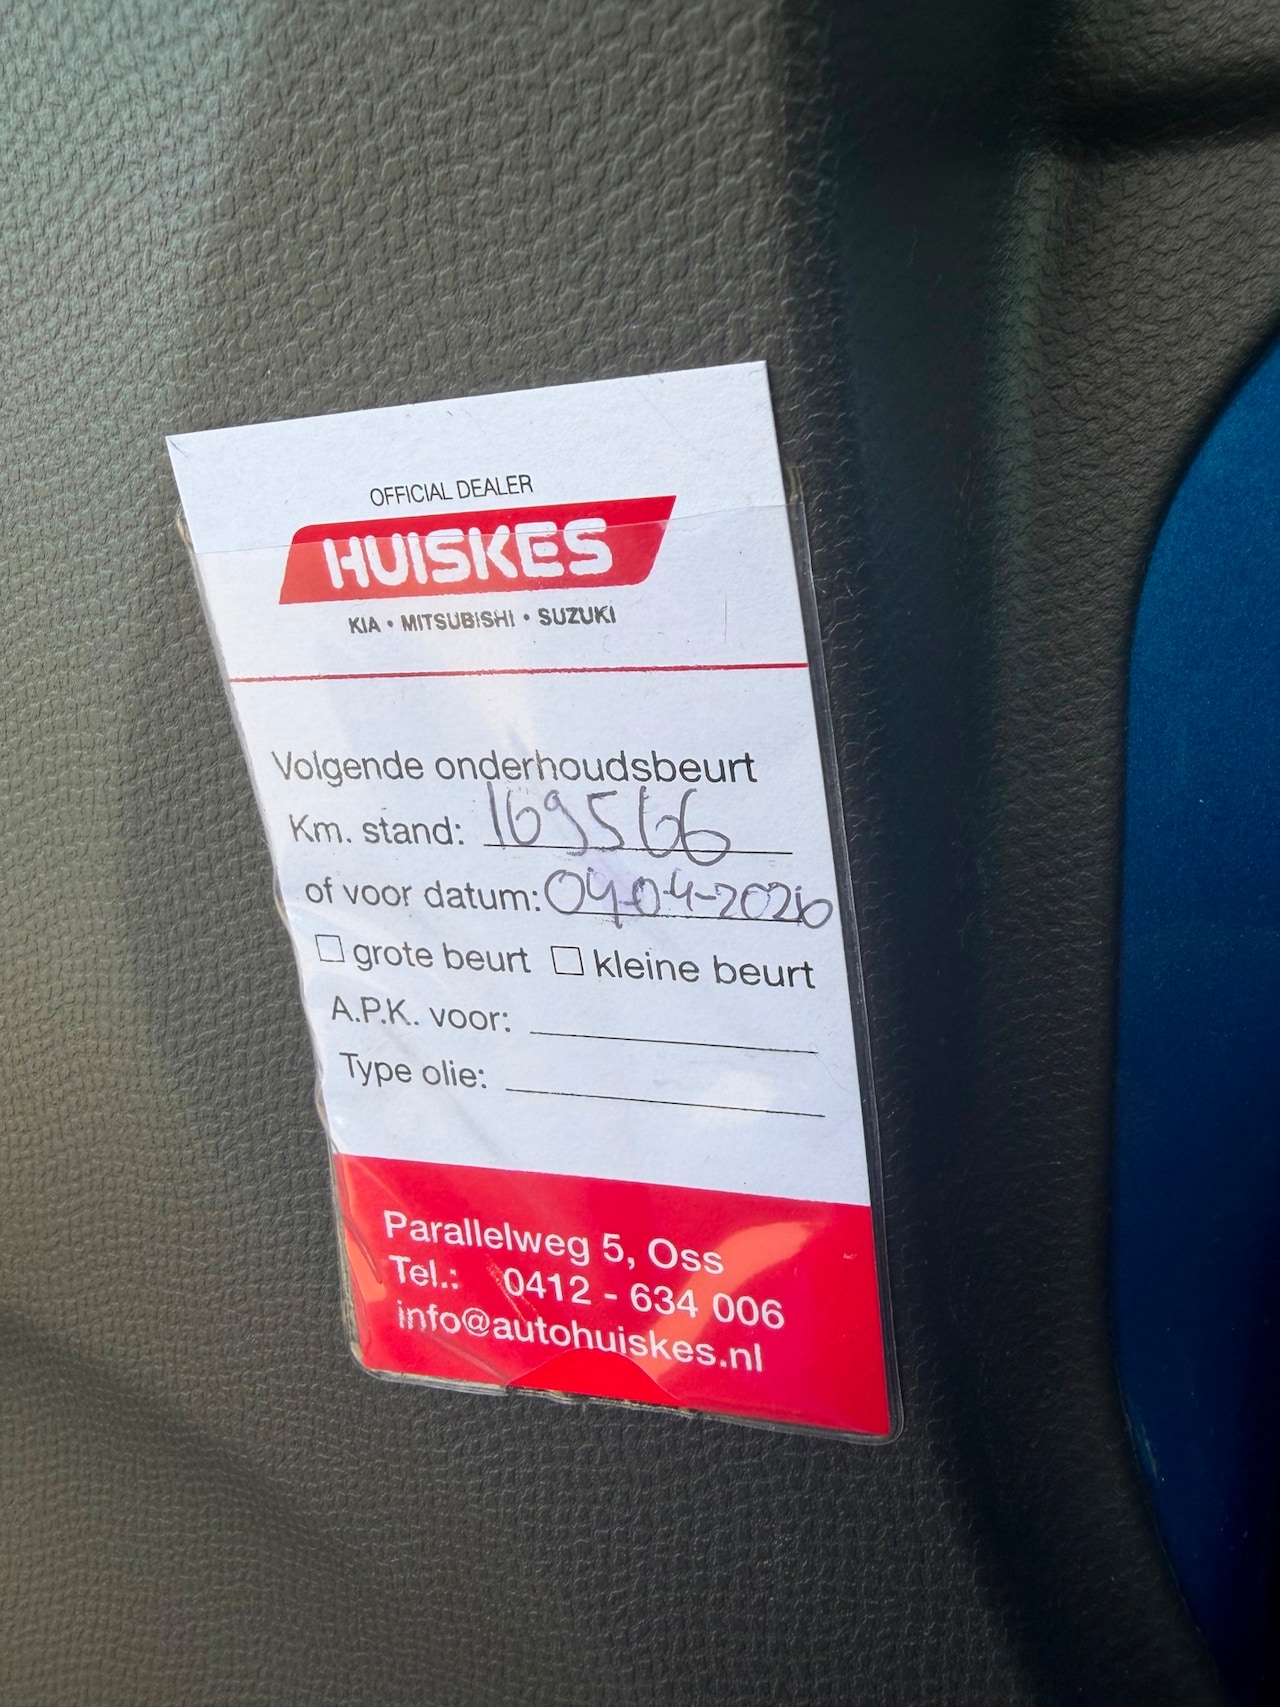 OFFICIAL DEALER
HUISKES
KIA • MITSUBISHI • SUZUKI
Volgende onderhoudsbeurt
Km. stand: 169566
of voor datum: 04-04-2026
grote beurt kleine beurt
A.P.K. voor:
Type olie:
Parallelweg 5, Oss
Tel.: 0412 - 634 006
info@autohuiskes.nl